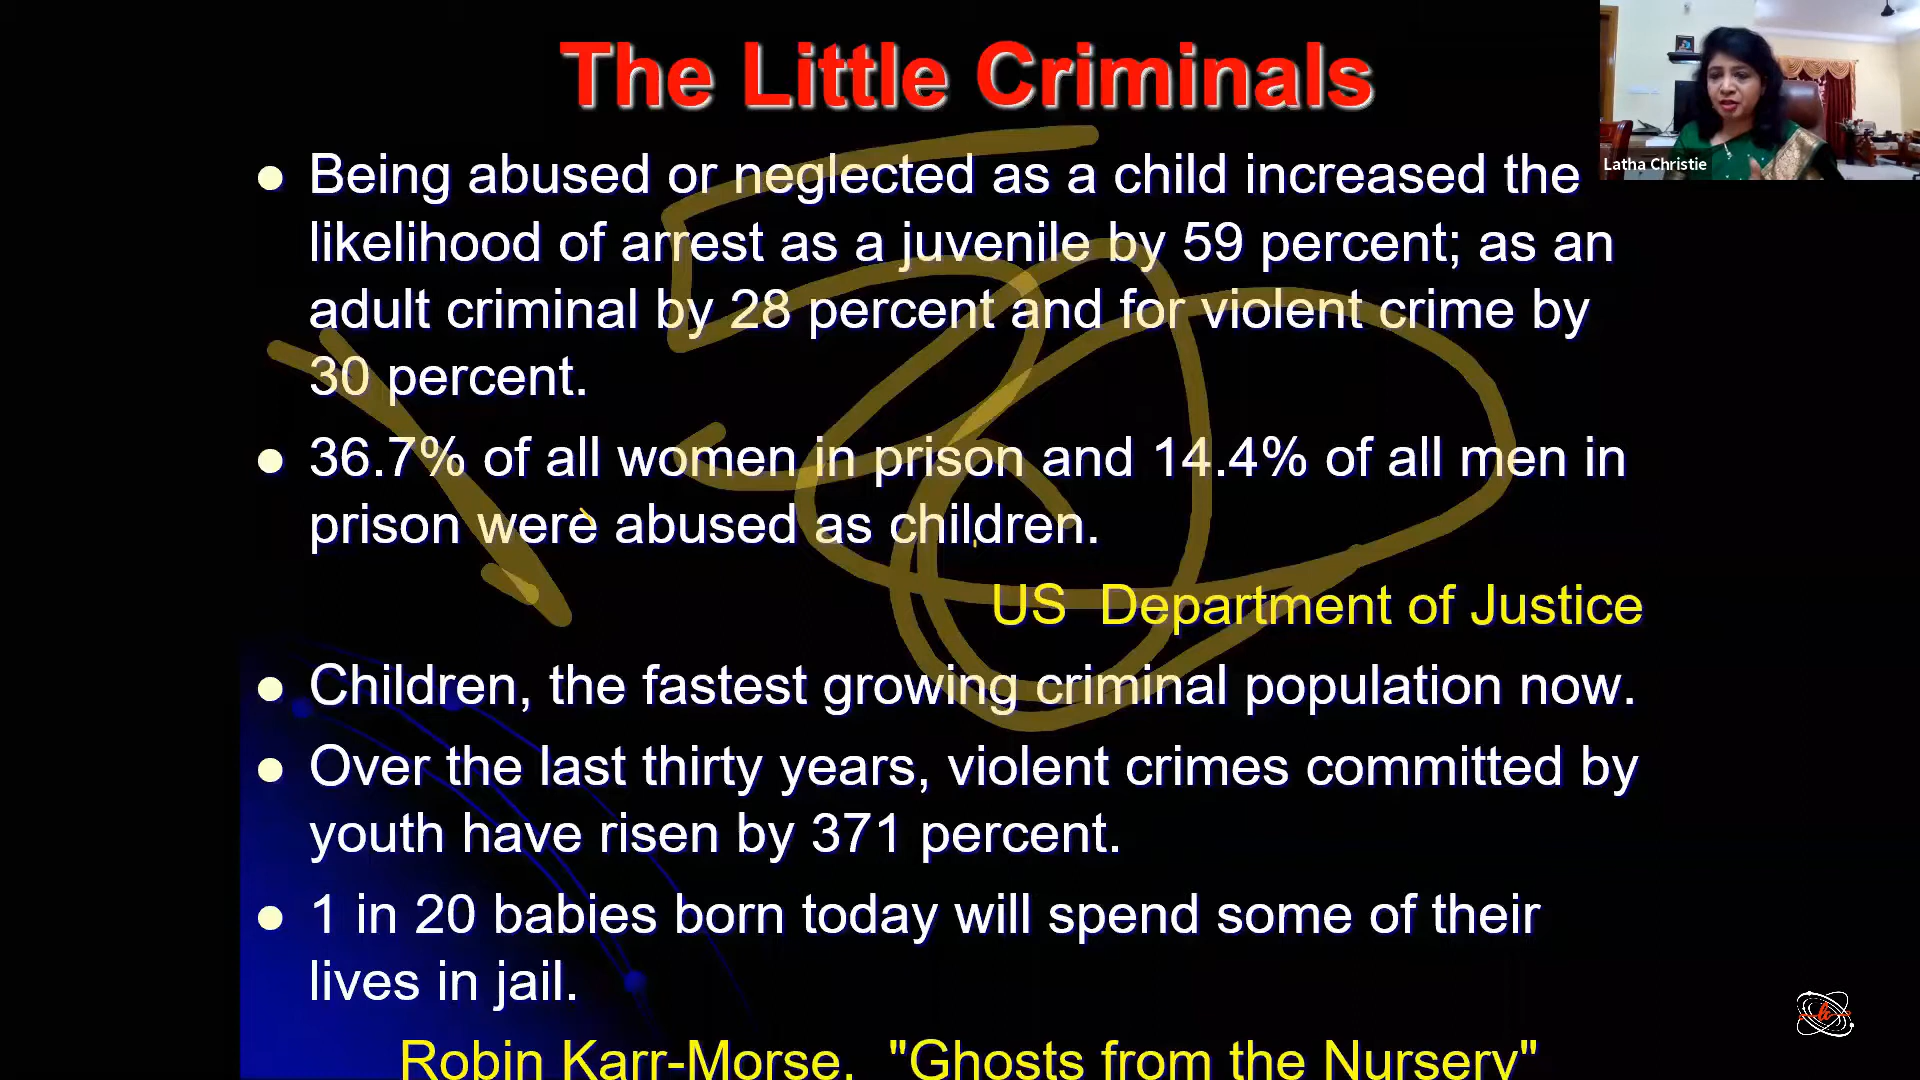 The Little Criminals
Latha Christie
Being abused or neglected as a child increased the
likelihood of arrest as a juvenile by 59 percent; as an
adult criminal by 28 percent and for violent crime by
30 percent.
36.7% of all women in prison and 14.4% of all men in
prison were abused as children.
US Department of Justice
Children, the fastest growing criminal population now.
Over the last thirty years, violent crimes committed by
youth have risen by 371 percent.
1 in 20 babies born today will spend some of their
lives in jail.
Robin Karr-Morse, "Ghosts from the Nursery"